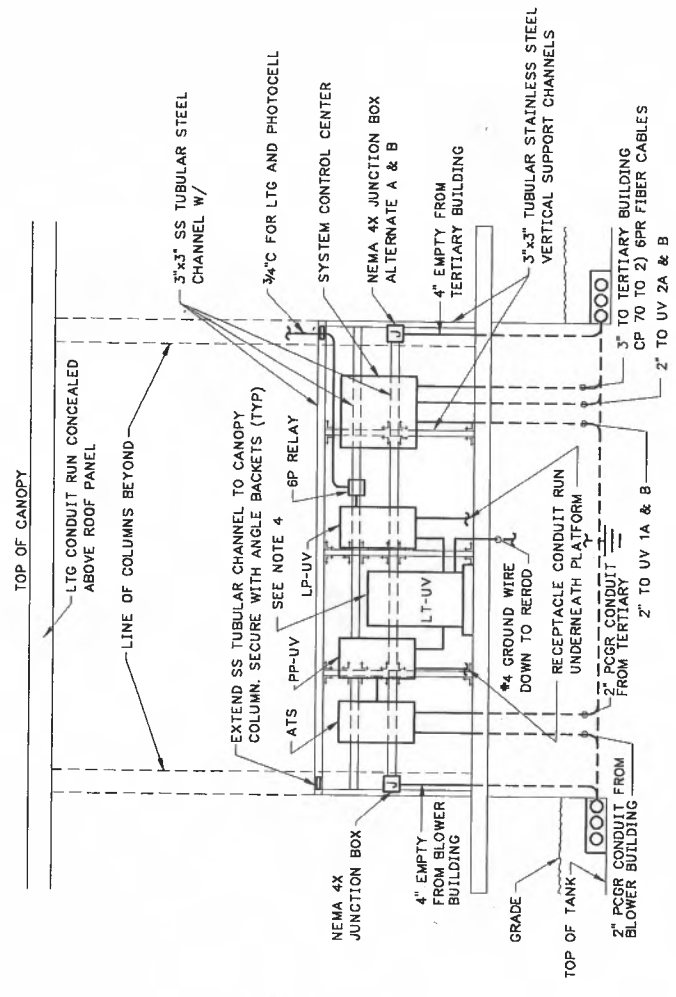 TOP OF CANOPY
LTG CONDUIT RUN CONCEALED
ABOVE ROOF PANEL
LINE OF COLUMNS BEYOND
EXTEND SS TUBULAR CHANNEL TO CANOPY
COLUMN. SECURE WITH ANGLE BACKETS (TYP)
SEE NOTE 4
3"x3" SS TUBULAR STEEL
CHANNEL W/
3/4"C FOR LTG AND PHOTOCELL
SYSTEM CONTROL CENTER
NEMA 4X JUNCTION BOX
ALTERNATE A & B
4" EMPTY FROM
TERTIARY BUILDING
3"x3" TUBULAR STAINLESS STEEL
VERTICAL SUPPORT CHANNELS
ATS
PP-UV
LP-UV
6P RELAY
LT-UV
J
J
NEMA 4X
JUNCTION BOX
4" EMPTY
FROM BLOWER
BUILDING
GRADE
TOP OF TANK
2" PCGR CONDUIT FROM
BLOWER BUILDING
2" PCGR CONDUIT
FROM TERTIARY
#4 GROUND WIRE
DOWN TO REROD
RECEPTACLE CONDUIT RUN
UNDERNEATH PLATFORM
2" TO UV 1A & B
2" TO UV 2A & B
3" TO TERTIARY BUILDING
CP 70 TO 2) 6PR FIBER CABLES